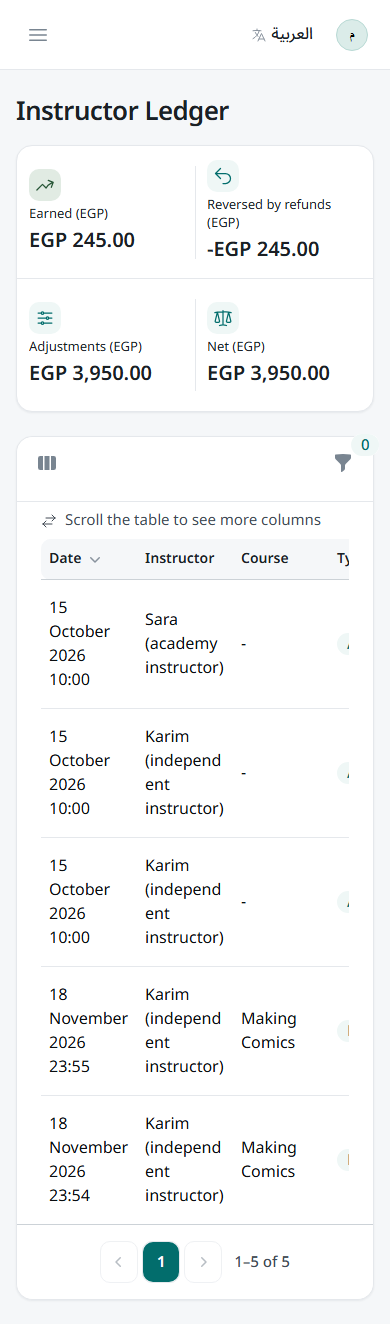 العربية
م
Instructor Ledger
Earned (EGP)
EGP 245.00
Reversed by refunds
(EGP)
-EGP 245.00
Adjustments (EGP)
EGP 3,950.00
Net (EGP)
EGP 3,950.00
0
Scroll the table to see more columns
Date Instructor Course
15
October
2026
10:00
Sara
(academy
instructor)
-
15
October
2026
10:00
Karim
(independ
ent
instructor)
-
15
October
2026
10:00
Karim
(independ
ent
instructor)
-
18
November
2026
23:55
Karim
(independ
ent
instructor)
Making
Comics
18
November
2026
23:54
Karim
(independ
ent
instructor)
Making
Comics
1
1–5 of 5